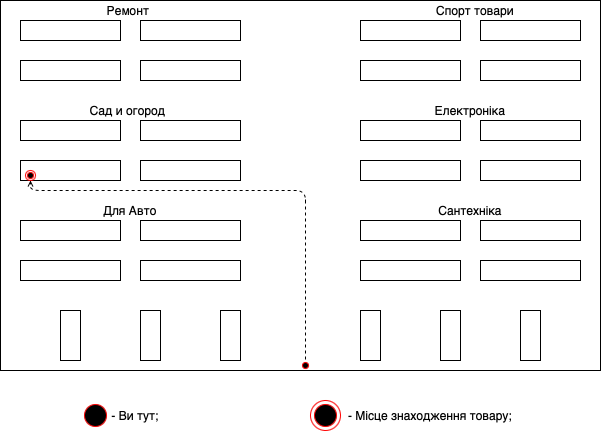 Ремонт
Спорт товари
Сад и огород
Електроніка
Для Авто
Сантехніка
- Ви тут;
- Місце знаходження товару;